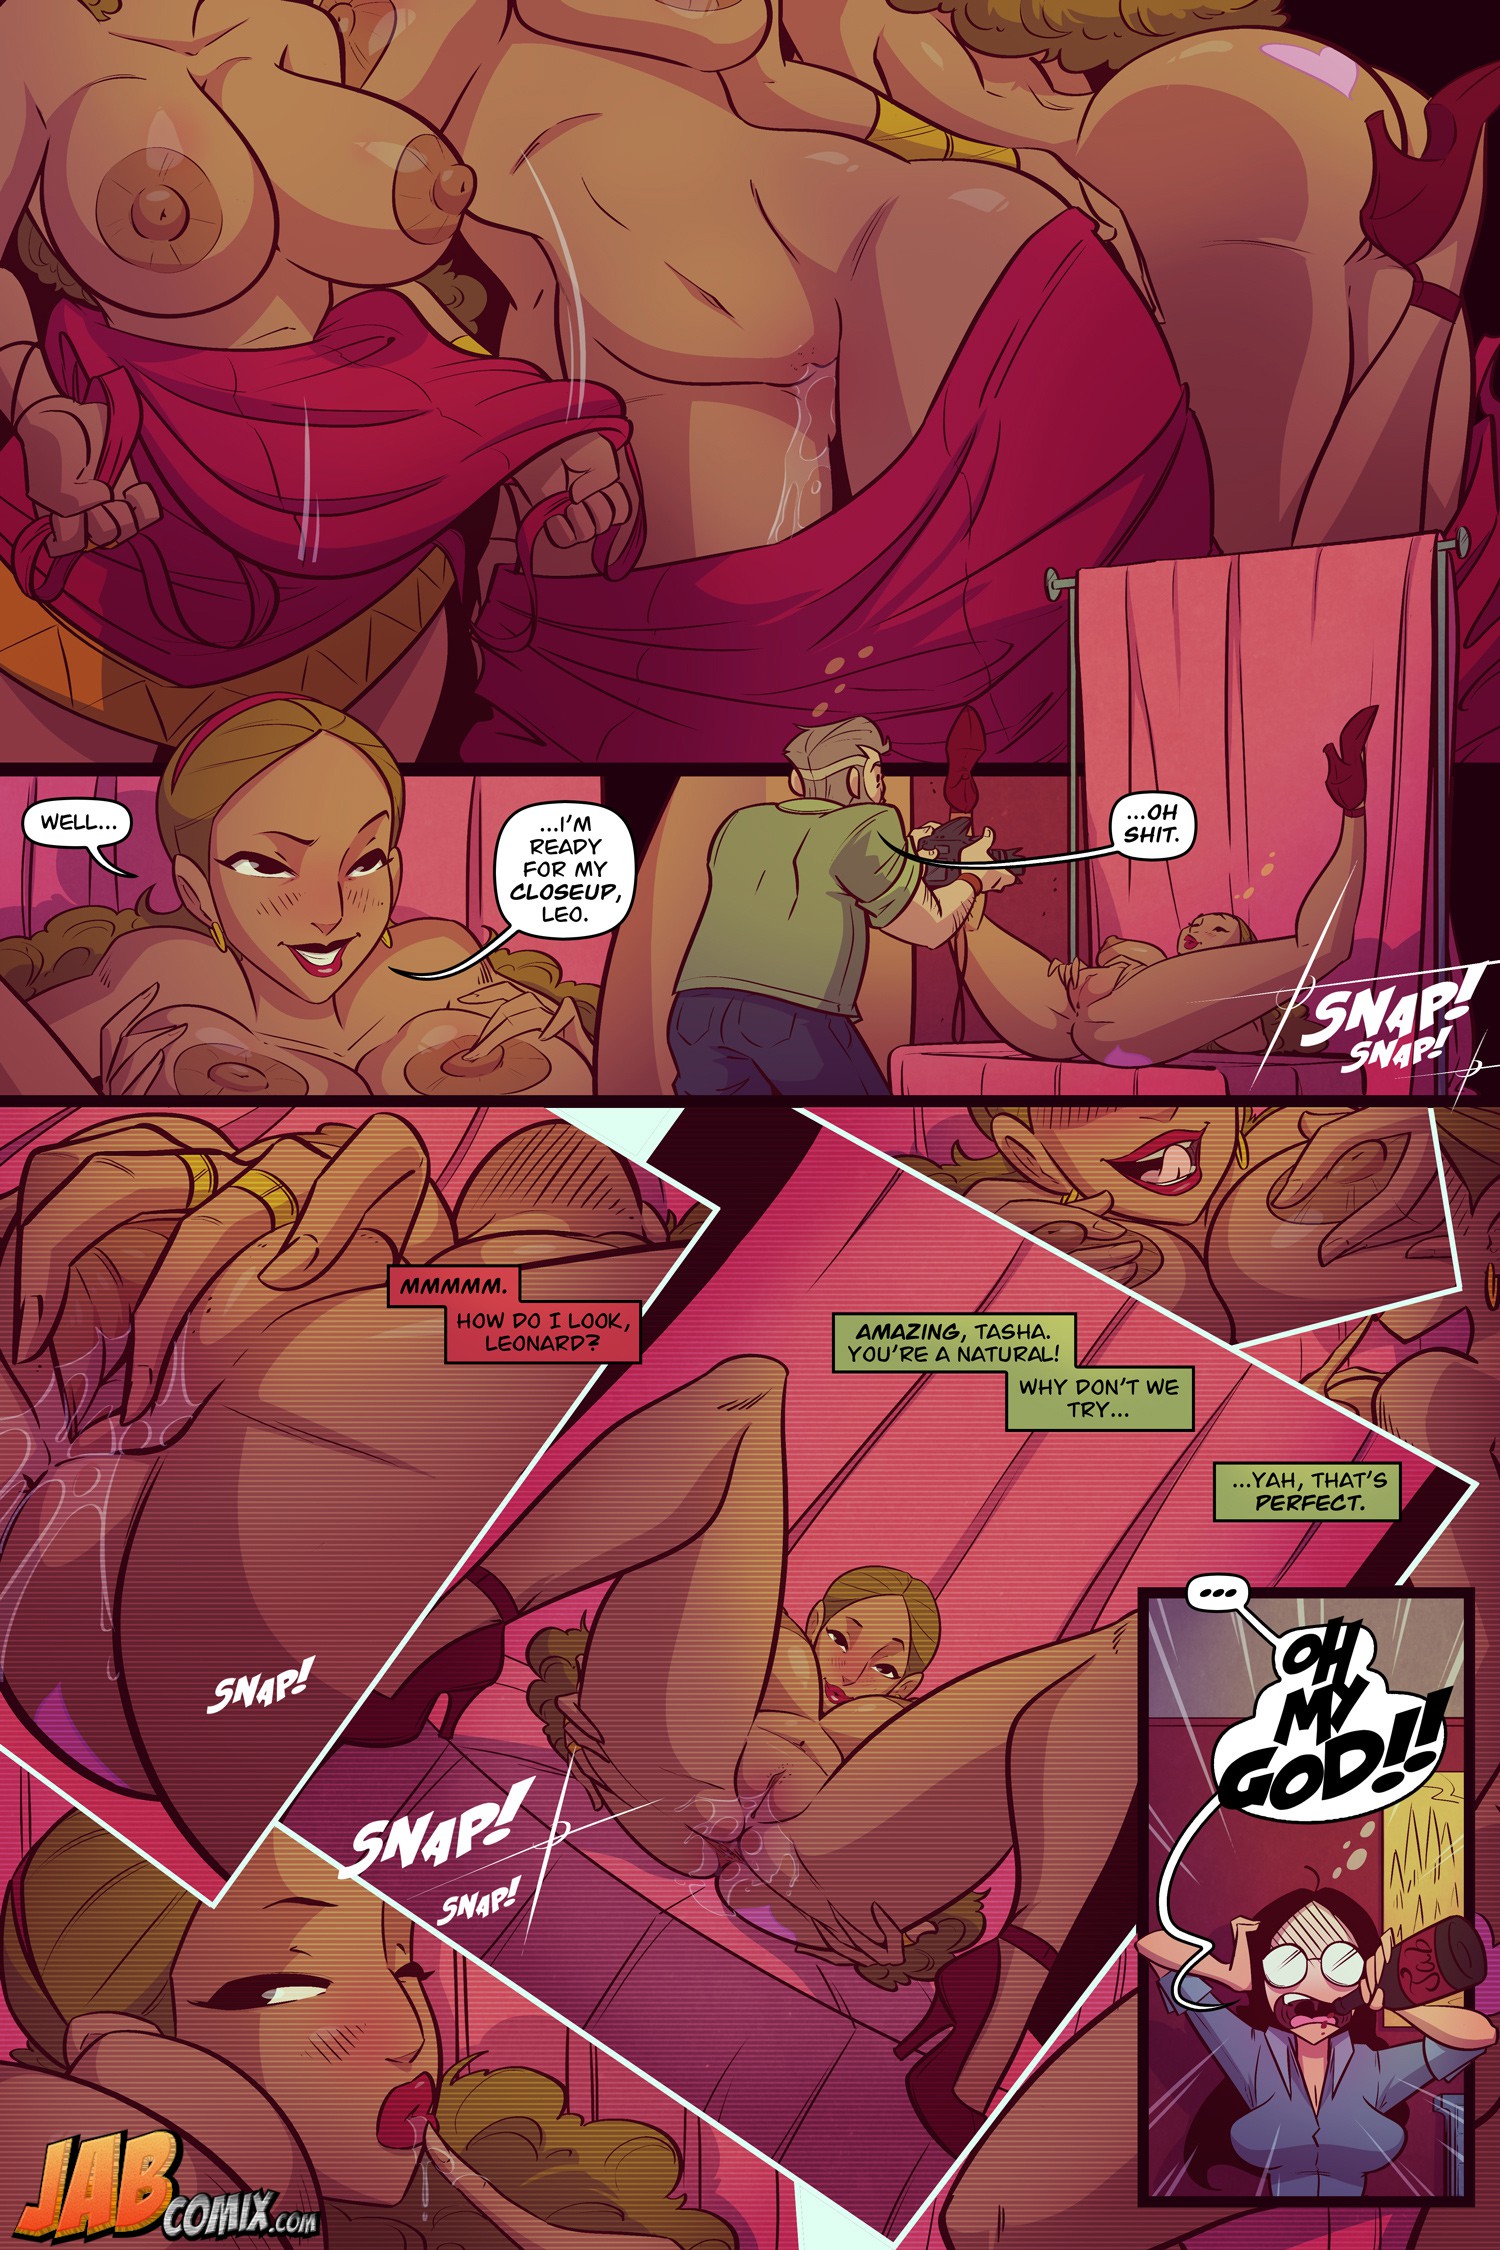 WELL...
...I'M
READY
FOR MY
CLOSEUP,
LEO.
...OH
SHIT.
SNAP!
SNAP!
MMMMM.
HOW DO I LOOK,
LEONARD?
AMAZING, TASHA.
YOU'RE A NATURAL!
WHY DON'T WE
TRY...
...YAH, THAT'S
PERFECT.
SNAP!
SNAP!
SNAP!
...
OH
MY
GOD!!
JAB
COMIX.com